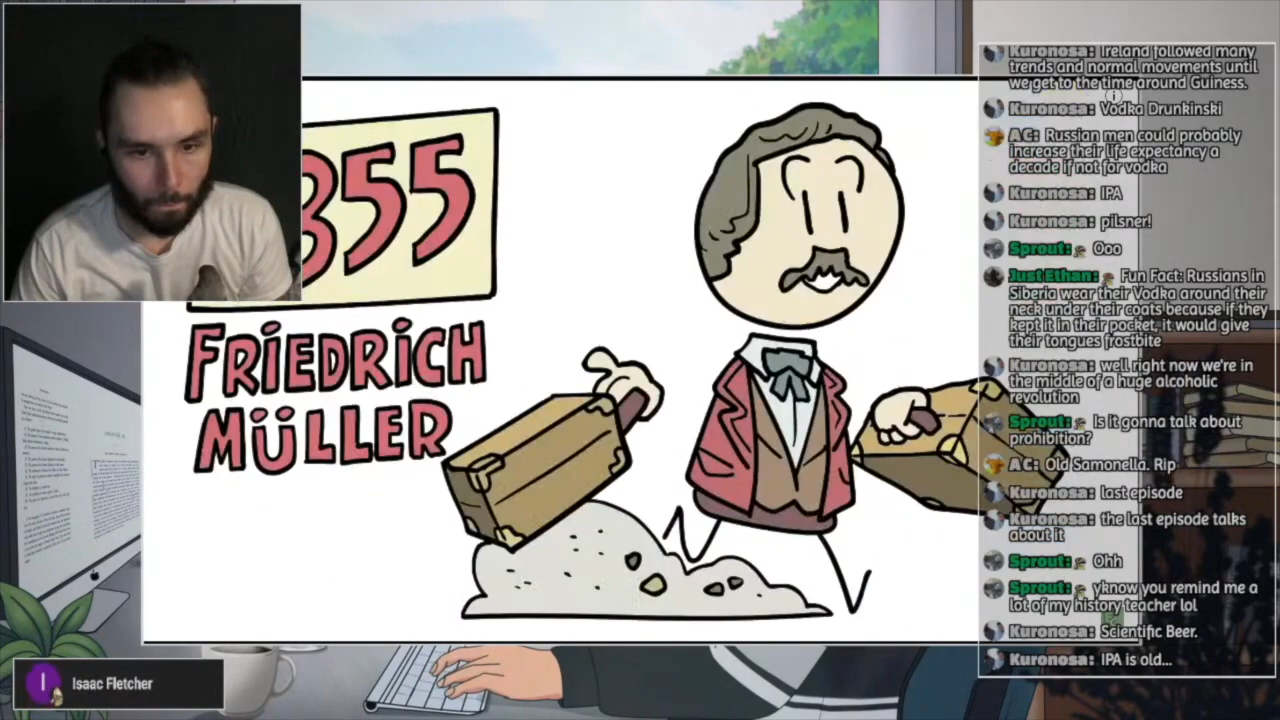 855
FRIEDRICH
MÜLLER
Kuronosa: Ireland followed many
trends and normal movements until
we get to the time around Guiness.
Kuronosa: Vodka Drunkinski
AC: Russian men could probably
increase their life expectancy a
decade if not for vodka
Kuronosa: IPA
Kuronosa: pilsner!
Sprout: Ooo
Just Ethan: Fun Fact: Russians in
Siberia wear their Vodka around their
neck under their coats because if they
kept it in their pocket, it would give
their tongues frostbite
Kuronosa: well right now we're in
the middle of a huge alcoholic
revolution
Sprout: Is it gonna talk about
prohibition?
AC: Old Samonella. Rip
Kuronosa: last episode
Kuronosa: the last episode talks
about it
Sprout: Ohh
Sprout: yknow you remind me a
lot of my history teacher lol
Kuronosa: Scientific Beer.
Kuronosa: IPA is old...
I Isaac Fletcher